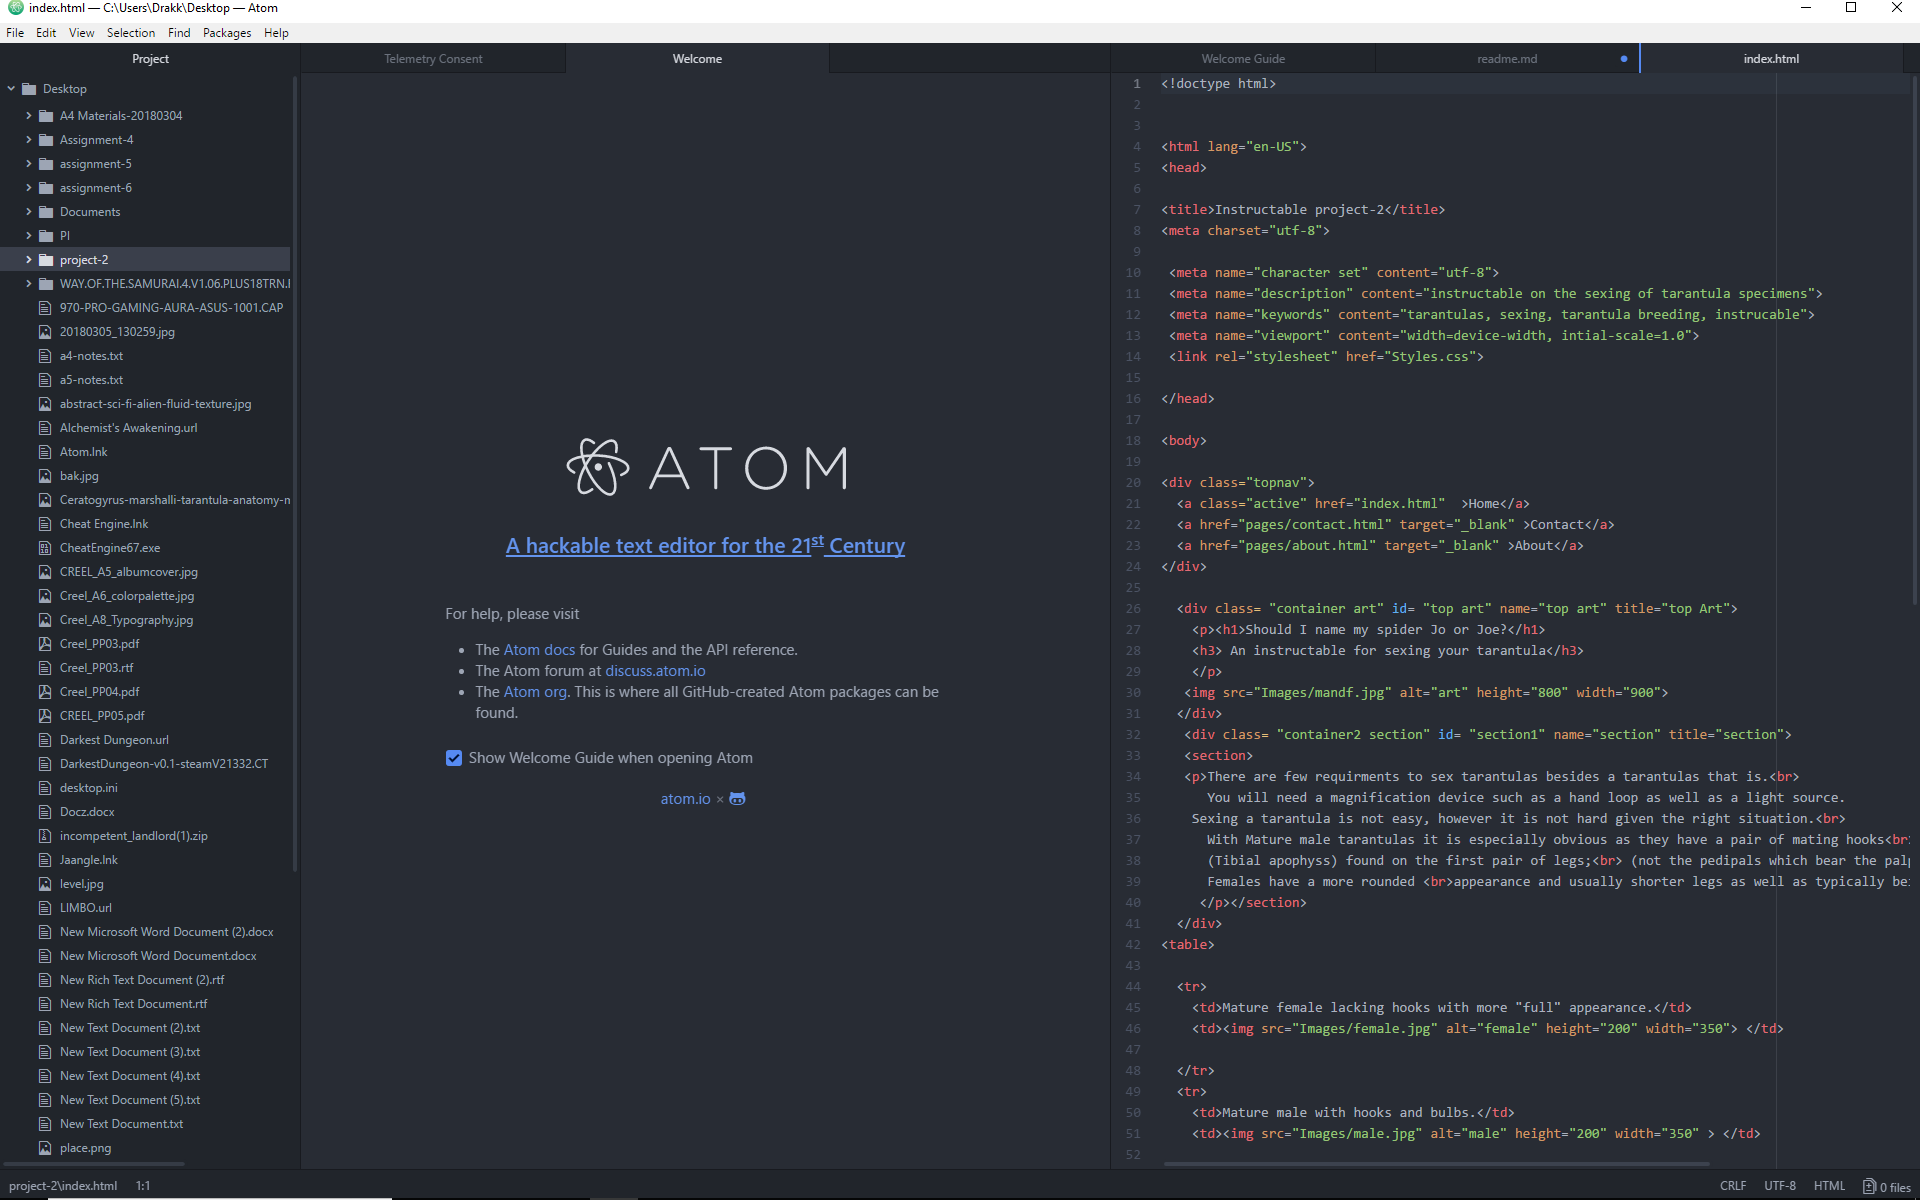 index.html — C:\Users\Drakk\Desktop — Atom
File Edit View Selection Find Packages Help
Project
Desktop
A4 Materials-20180304
Assignment-4
assignment-5
assignment-6
Documents
PI
project-2
WAY.OF.THE.SAMURAI.4.V1.06.PLUS18TRN.
970-PRO-GAMING-AURA-ASUS-1001.CAP
20180305_130259.jpg
a4-notes.txt
a5-notes.txt
abstract-sci-fi-alien-fluid-texture.jpg
Alchemist's Awakening.url
Atom.lnk
bak.jpg
Ceratogyrus-marshalli-tarantula-anatomy-
Cheat Engine.lnk
CheatEngine67.exe
CREEL_A5_albumcover.jpg
Creel_A6_colorpalette.jpg
Creel_A8_Typography.jpg
Creel_PP03.pdf
Creel_PP03.rtf
Creel_PP04.pdf
CREEL_PP05.pdf
Darkest Dungeon.url
DarkestDungeon-v0.1-steamV21332.CT
desktop.ini
Docz.docx
incompetent_landlord(1).zip
Jaangle.lnk
level.jpg
LIMBO.url
New Microsoft Word Document (2).docx
New Microsoft Word Document.docx
New Rich Text Document (2).rtf
New Rich Text Document.rtf
New Text Document (2).txt
New Text Document (3).txt
New Text Document (4).txt
New Text Document (5).txt
New Text Document.txt
place.png
Telemetry Consent
Welcome
ATOM
A hackable text editor for the 21st Century
For help, please visit
• The Atom docs for Guides and the API reference.
• The Atom forum at discuss.atom.io
• The Atom org. This is where all GitHub-created Atom packages can be
found.
Show Welcome Guide when opening Atom
atom.io ×
Welcome Guide
readme.md
index.html
1 <!doctype html>
2
3
4 <html lang="en-US">
5 <head>
6
7 <title>Instructable project-2</title>
8 <meta charset="utf-8">
9
10 <meta name="character set" content="utf-8">
11 <meta name="description" content="instructable on the sexing of tarantula specimens">
12 <meta name="keywords" content="tarantulas, sexing, tarantula breeding, instrucable">
13 <meta name="viewport" content="width=device-width, intial-scale=1.0">
14 <link rel="stylesheet" href="Styles.css">
15
16 </head>
17
18 <body>
19
20 <div class="topnav">
21 <a class="active" href="index.html"  >Home</a>
22 <a href="pages/contact.html" target="_blank" >Contact</a>
23 <a href="pages/about.html" target="_blank" >About</a>
24 </div>
25
26 <div class= "container art" id= "top art" name="top art" title="top Art">
27 <p><h1>Should I name my spider Jo or Joe?</h1>
28 <h3> An instructable for sexing your tarantula</h3>
29 </p>
30 <img src="Images/mandf.jpg" alt="art" height="800" width="900">
31 </div>
32 <div class= "container2 section" id= "section1" name="section" title="section">
33 <section>
34 <p>There are few requirments to sex tarantulas besides a tarantulas that is.<br>
35 You will need a magnification device such as a hand loop as well as a light source.
36 Sexing a tarantula is not easy, however it is not hard given the right situation.<br>
37 With Mature male tarantulas it is especially obvious as they have a pair of mating hooks<br>
38 (Tibial apophyss) found on the first pair of legs;<br> (not the pedipals which bear the
39 Females have a more rounded <br>appearance and usually shorter legs as well as typically
40 </p></section>
41 </div>
42 <table>
43
44 <tr>
45 <td>Mature female lacking hooks with more "full" appearance.</td>
46 <td><img src="Images/female.jpg" alt="female" height="200" width="350"> </td>
47
48 </tr>
49 <tr>
50 <td>Mature male with hooks and bulbs.</td>
51 <td><img src="Images/male.jpg" alt="male" height="200" width="350" > </td>
52
project-2\index.html 1:1
CRLF UTF-8 HTML 0 files